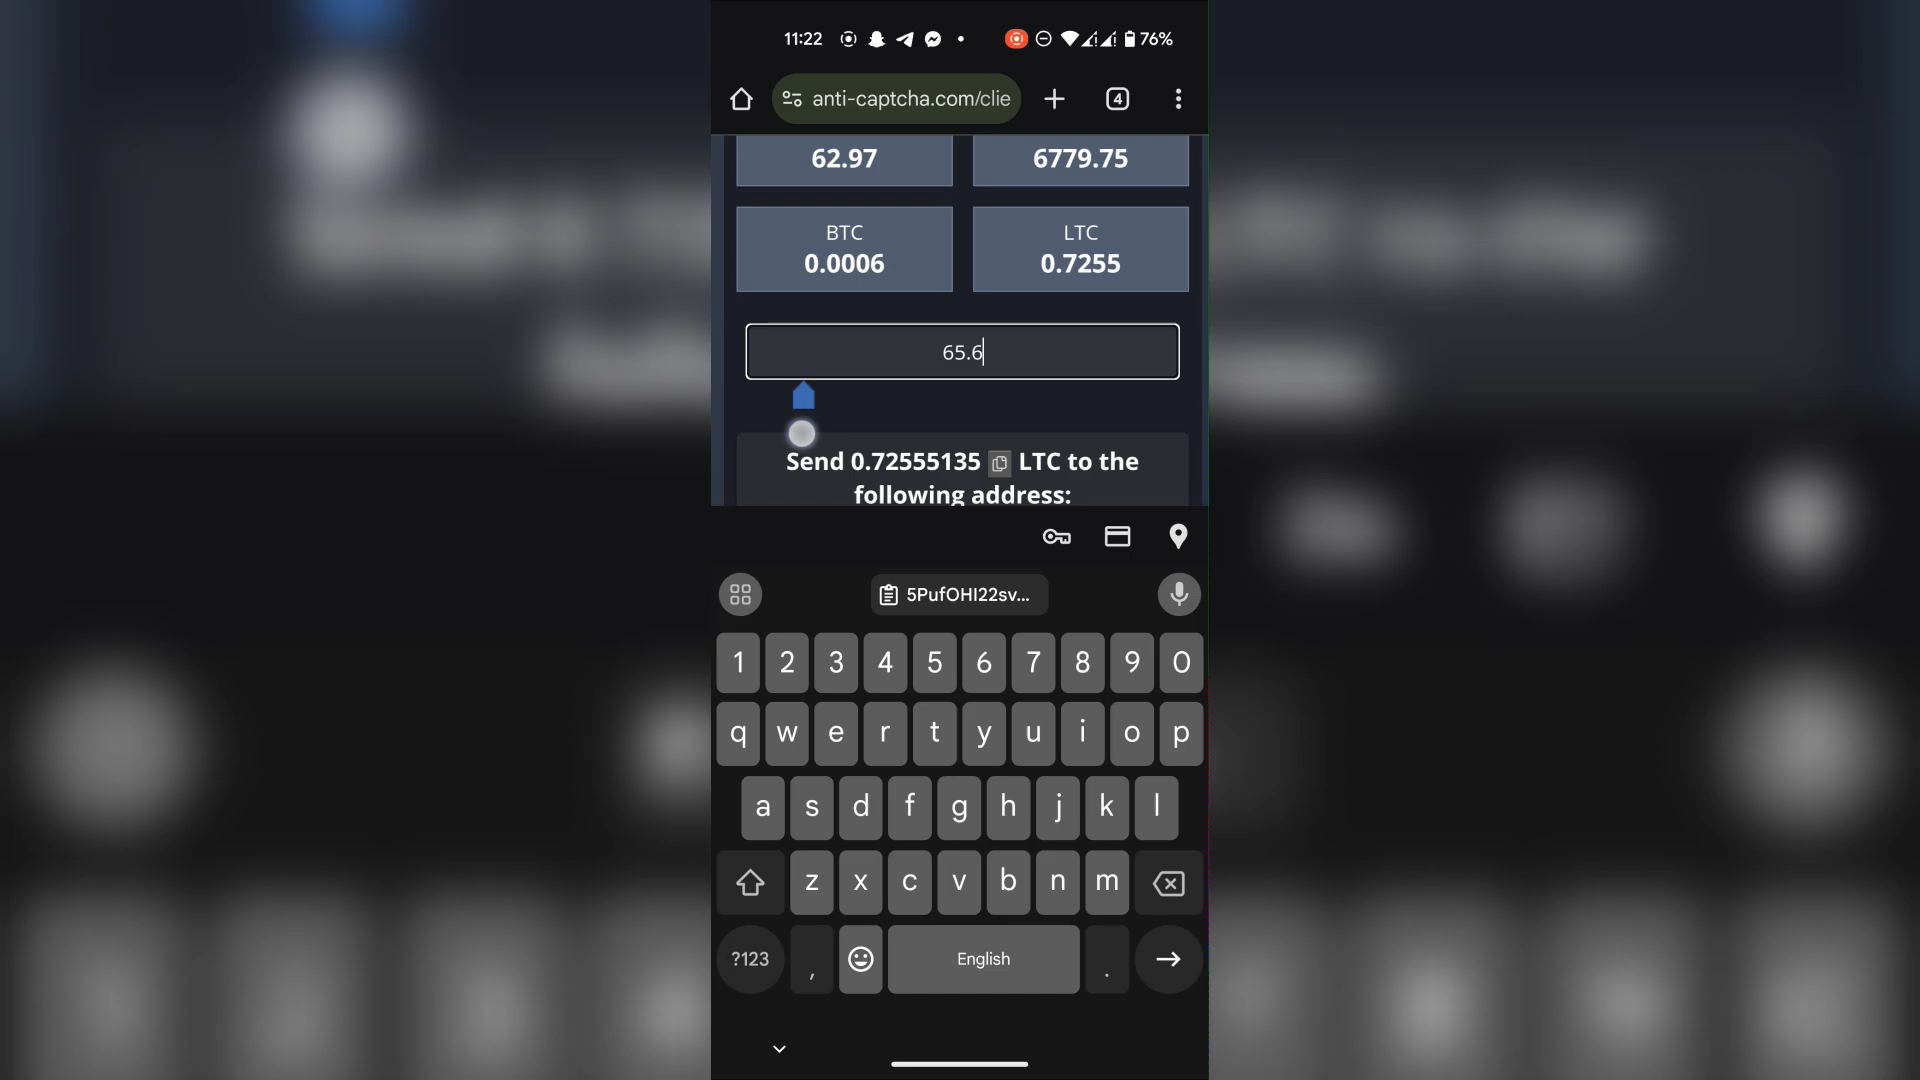 11:22
76%
anti-captcha.com/clie
4
62.97
6779.75
BTC
0.0006
LTC
0.7255
65.6
Send 0.72555135 LTC to the
following address:
5PufOHI22sv...
1 2 3 4 5 6 7 8 9 0
q w e r t y u i o p
a s d f g h j k l
z x c v b n m
?123 , English .